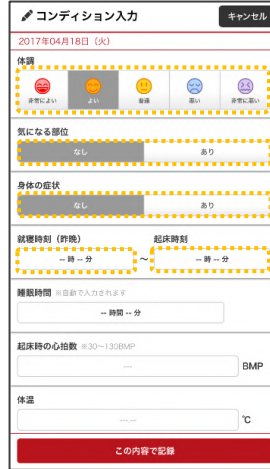 コンディション入力
キャンセル
2017年04月18日（火）
体調
非常によい よい 普通 悪い 非常に悪い
気になる部位
なし あり
身体の症状
なし あり
就寝時刻（昨晩） 起床時刻
-- 時 -- 分 ～ -- 時 -- 分
睡眠時間 ※自動で入力されます
-- 時間 -- 分
起床時の心拍数 ※30〜130BMP
--- BMP
体温
--.-- ℃
この内容で記録